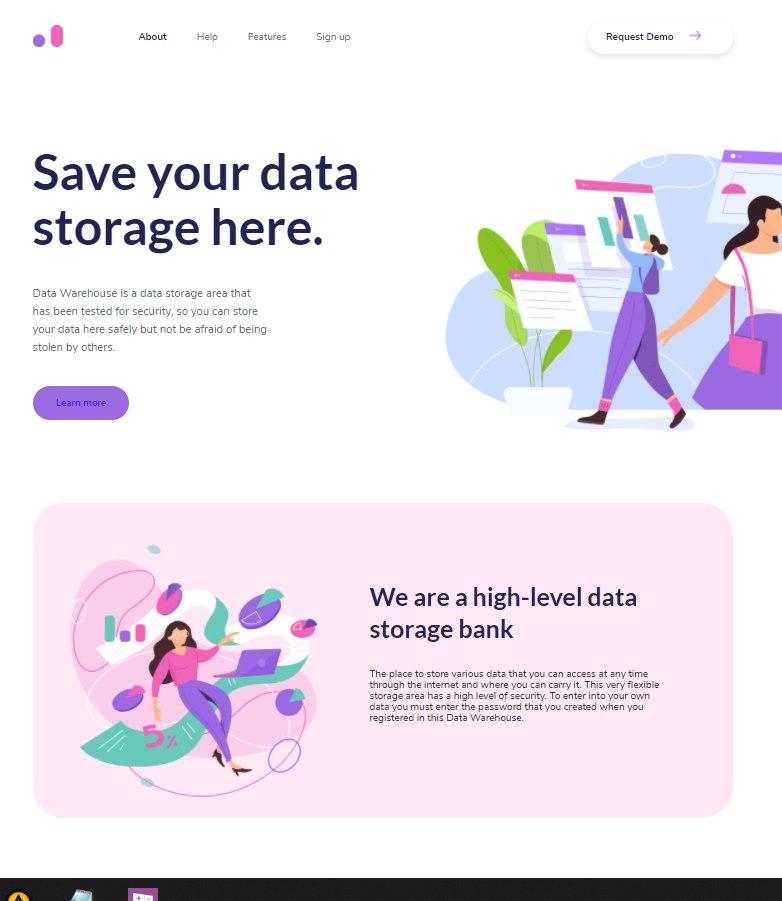 About Help Features Sign up Request Demo
Save your data
storage here.
Data Warehouse is a data storage area that
has been tested for security, so you can store
your data here safely but not be afraid of being
stolen by others.
Learn more
We are a high-level data
storage bank
The place to store various data that you can access at any time
through the internet and where you can carry it. This very flexible
storage area has a high level of security. To enter into your own
data you must enter the password that you created when you
registered in this Data Warehouse.
5%